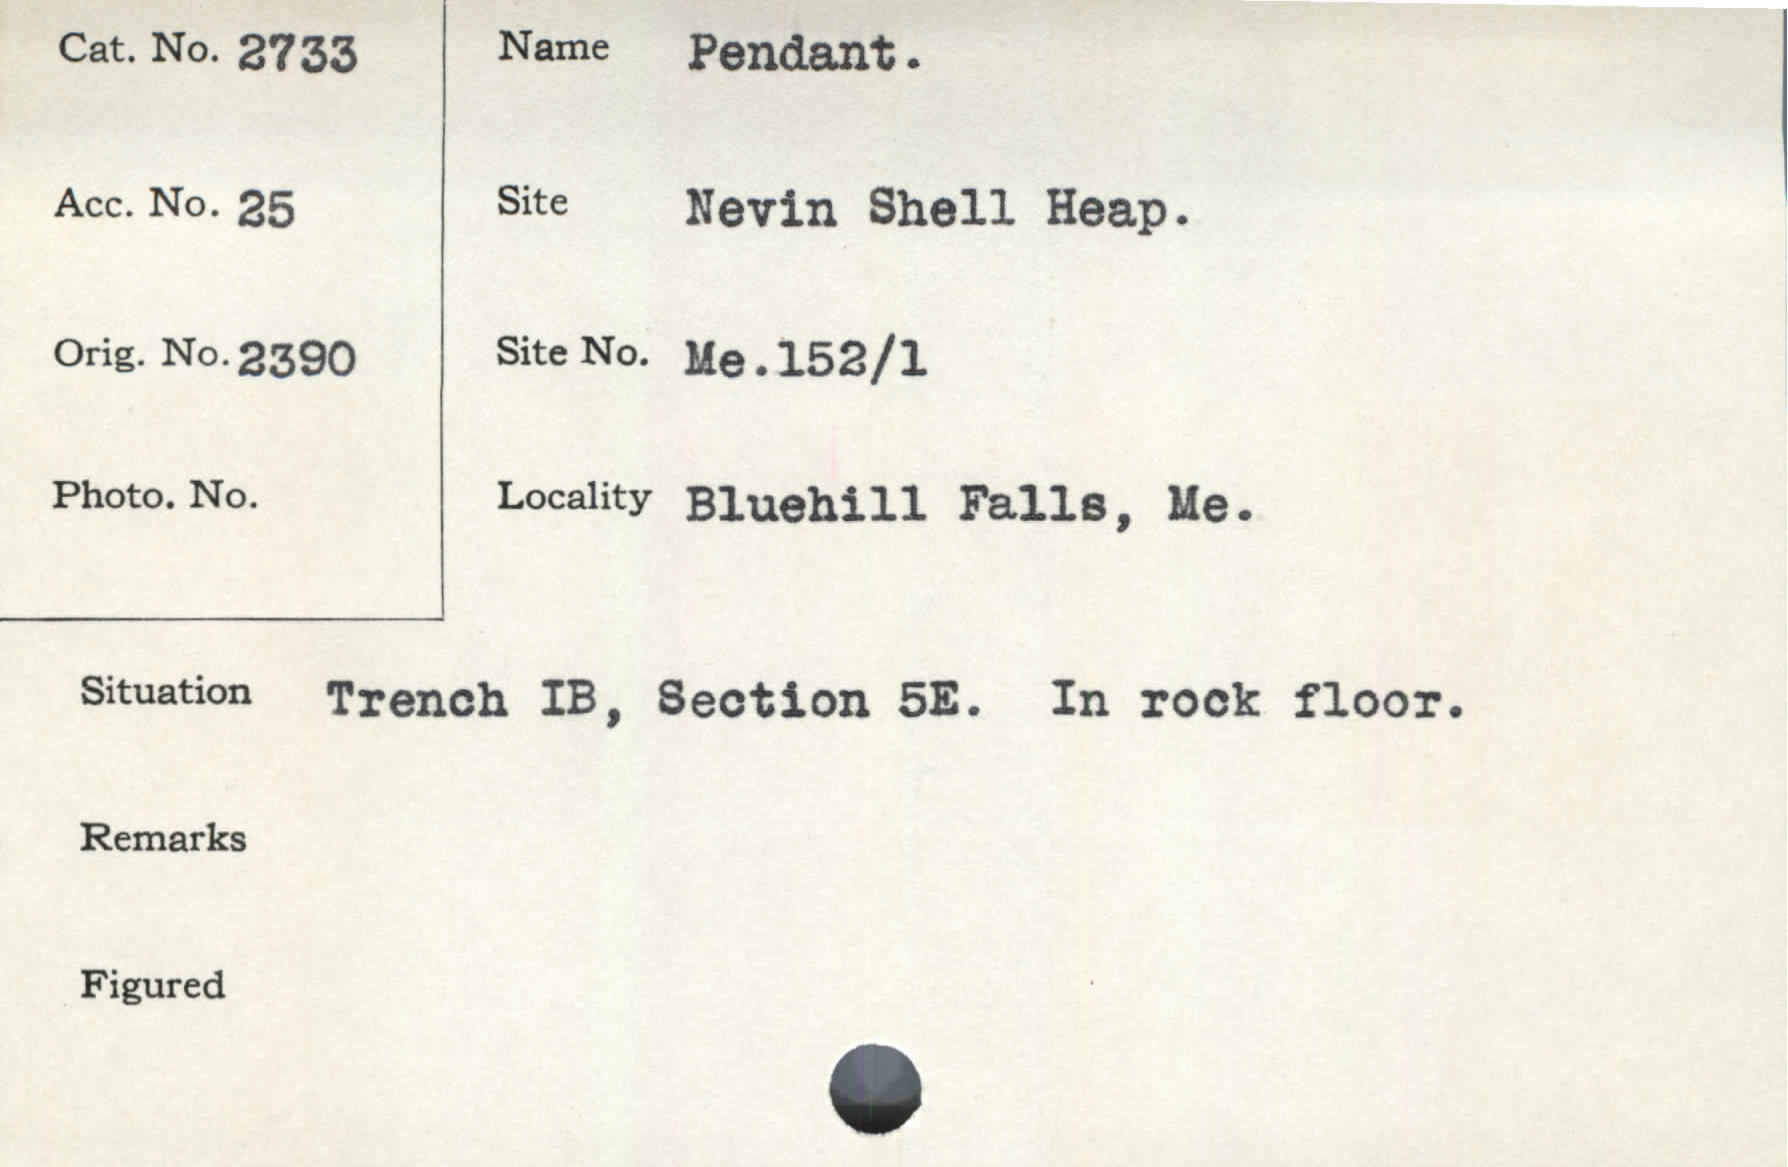 Cat. No. 2733
Acc. No. 25
Orig. No. 2390
Photo. No.
Name Pendant.
Site Nevin Shell Heap.
Site No. Me.152/1
Locality Bluehill Falls, Me.
Situation Trench IB, Section 5E. In rock floor.
Remarks
Figured